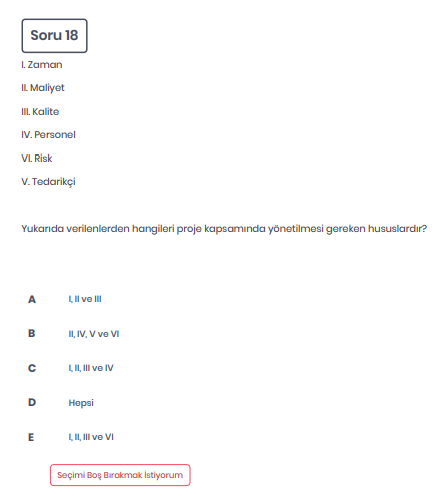 Soru 18
I. Zaman
II. Maliyet
III. Kalite
IV. Personel
VI. Risk
V. Tedarikçi
Yukarıda verilenlerden hangileri proje kapsamında yönetilmesi gereken hususlardır?
A I, II ve III
B II, IV, V ve VI
C I, II, III ve IV
D Hepsi
E I, II, III ve VI
Seçimi Boş Bırakmak İstiyorum